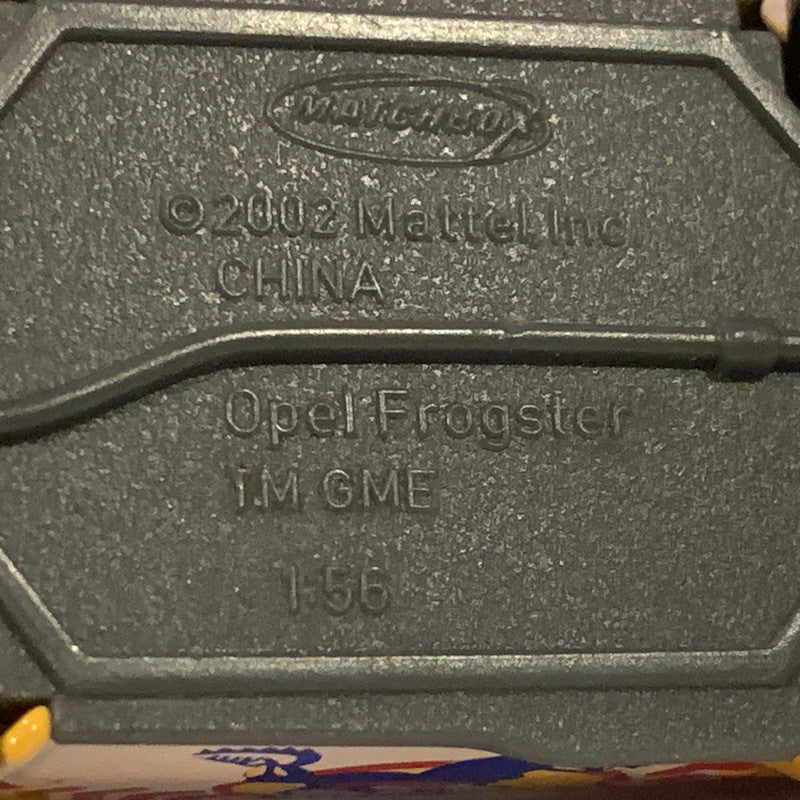 MATCHBOX
©2002 Mattel, Inc.
CHINA
Opel Frogster
TM GME
1:56